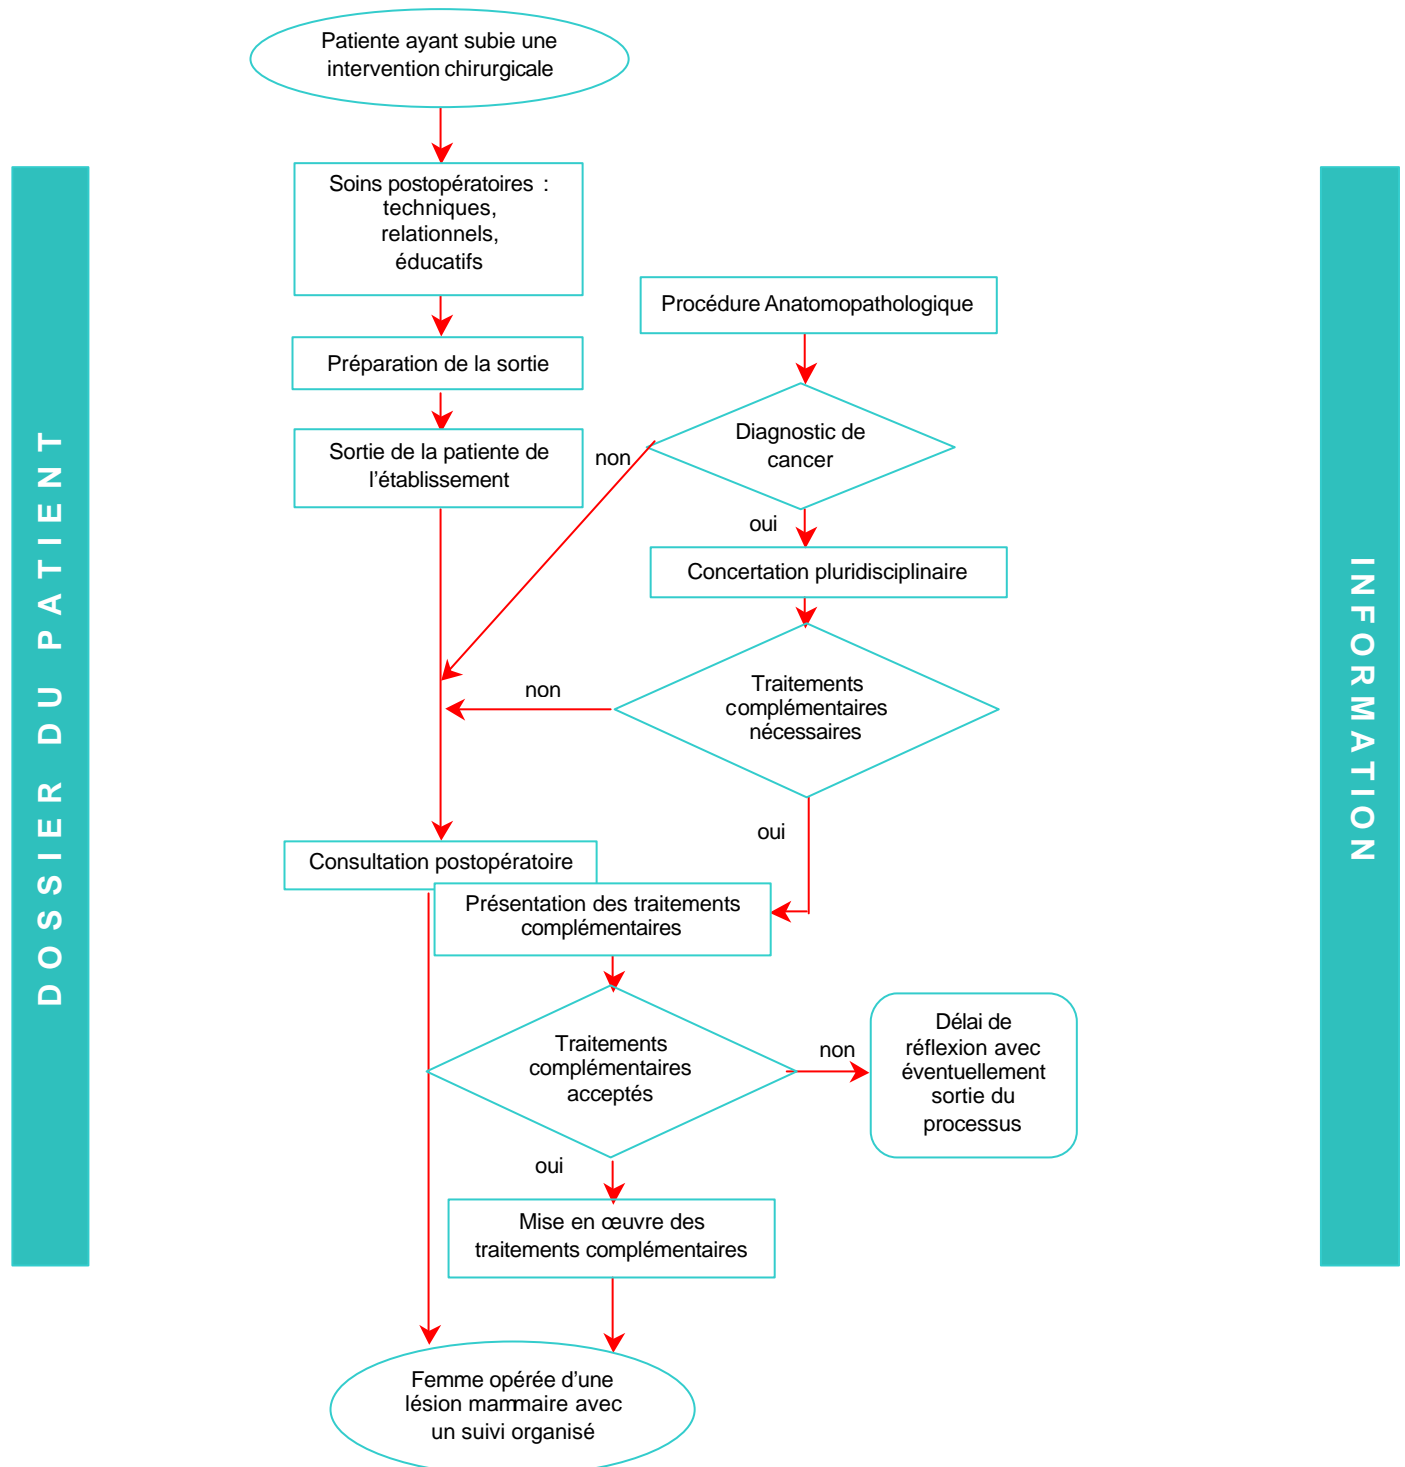 Patiente ayant subie une
intervention chirurgicale
Soins postopératoires :
techniques,
relationnels,
éducatifs
Procédure Anatomopathologique
Préparation de la sortie
Diagnostic de
cancer
non
Sortie de la patiente de
l'établissement
oui
Concertation pluridisciplinaire
Traitements
complémentaires
nécessaires
non
oui
Consultation postopératoire
Présentation des traitements
complémentaires
Traitements
complémentaires
acceptés
non
Délai de
réflexion avec
éventuellement
sortie du
processus
oui
Mise en œuvre des
traitements complémentaires
Femme opérée d'une
lésion mammaire avec
un suivi organisé
DOSSIER DU PATIENT
INFORMATION